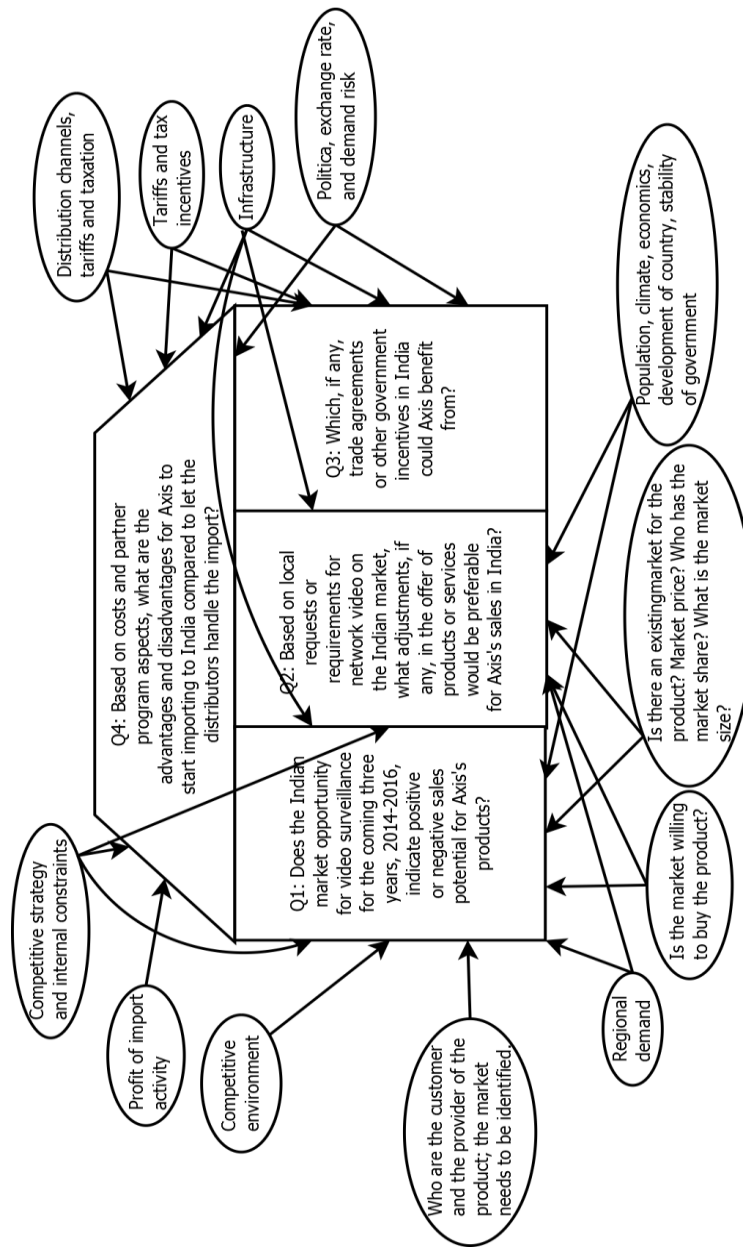 Competitive strategy
and internal constraints
Profit of import
activity
Competitive
environment
Who are the customer
and the provider of the
product; the market
needs to be identified.
Regional
demand
Is the market willing
to buy the product?
Is there an existingmarket for the
product? Market price? Who has the
market share? What is the market
size?
Population, climate, economics,
development of country, stability
of government
Distribution channels,
tariffs and taxation
Tariffs and tax
incentives
Infrastructure
Politica, exchange rate,
and demand risk
Q4: Based on costs and partner
program aspects, what are the
advantages and disadvantages for Axis to
start importing to India compared to let the
distributors handle the import?
Q1: Does the Indian
market opportunity
for video surveillance
for the coming three
years, 2014-2016,
indicate positive
or negative sales
potential for Axis's
products?
Q2: Based on local
requests or
requirements for
network video on
the Indian market,
what adjustments, if
any, in the offer of
products or services
would be preferable
for Axis's sales in India?
Q3: Which, if any,
trade agreements
or other government
incentives in India
could Axis benefit
from?